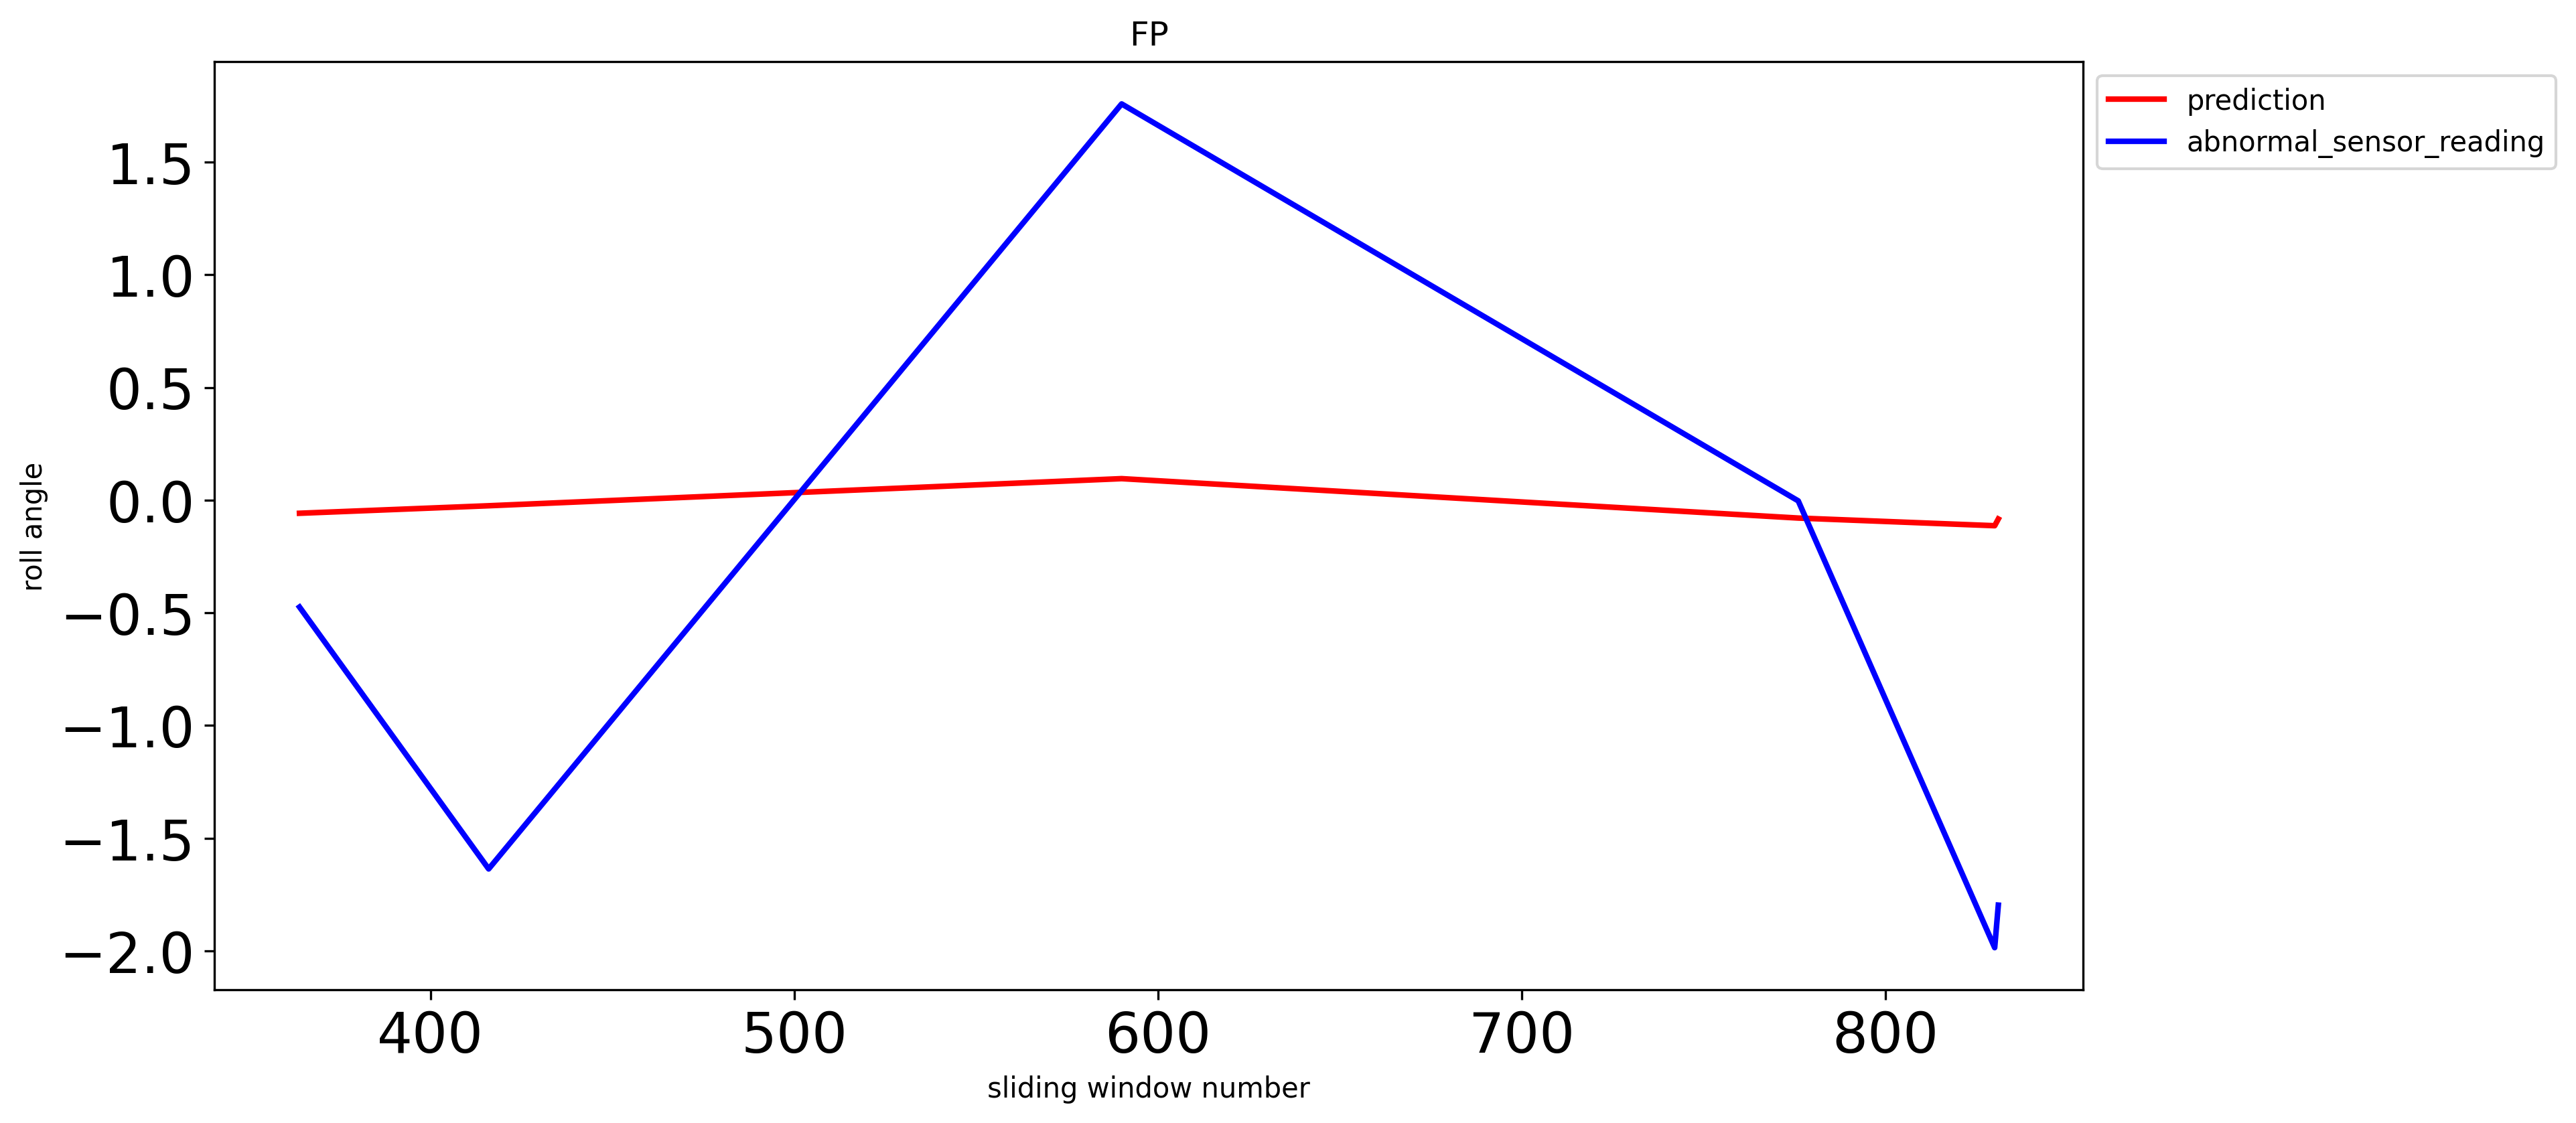 FP
prediction
abnormal_sensor_reading
1.5
1.0
0.5
0.0
−0.5
−1.0
−1.5
−2.0
roll angle
400 500 600 700 800
sliding window number